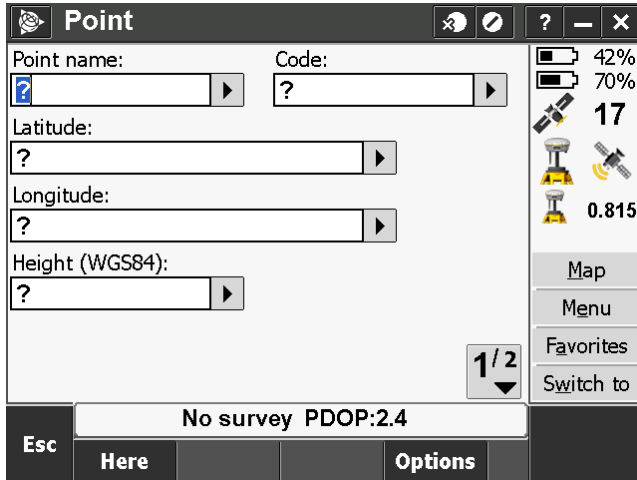 Point
? – ×
Point name:
Code:
?
?
Latitude:
?
Longitude:
?
Height (WGS84):
?
1/2
42%
70%
17
0.815
Map
Menu
Favorites
Switch to
No survey PDOP:2.4
Esc
Here
Options